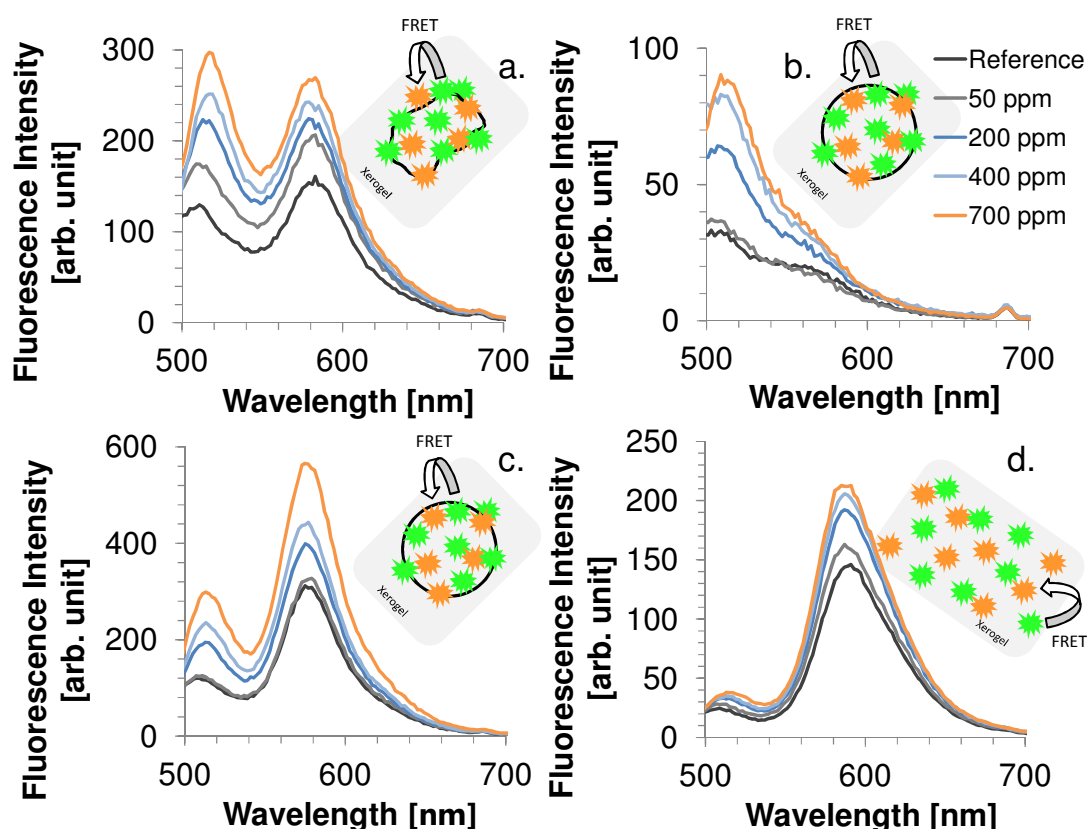 Fluorescence Intensity
[arb. unit]
300
200
100
0
500
600
700
Wavelength [nm]
FRET
a.
Xerogel
Fluorescence Intensity
[arb. unit]
100
50
0
500
600
700
Wavelength [nm]
FRET
b.
Xerogel
Reference
50 ppm
200 ppm
400 ppm
700 ppm
Fluorescence Intensity
[arb. unit]
600
400
200
0
500
600
700
Wavelength [nm]
FRET
c.
Xerogel
Fluorescence Intensity
[arb. unit]
250
200
150
100
50
0
500
600
700
Wavelength [nm]
d.
Xerogel
FRET